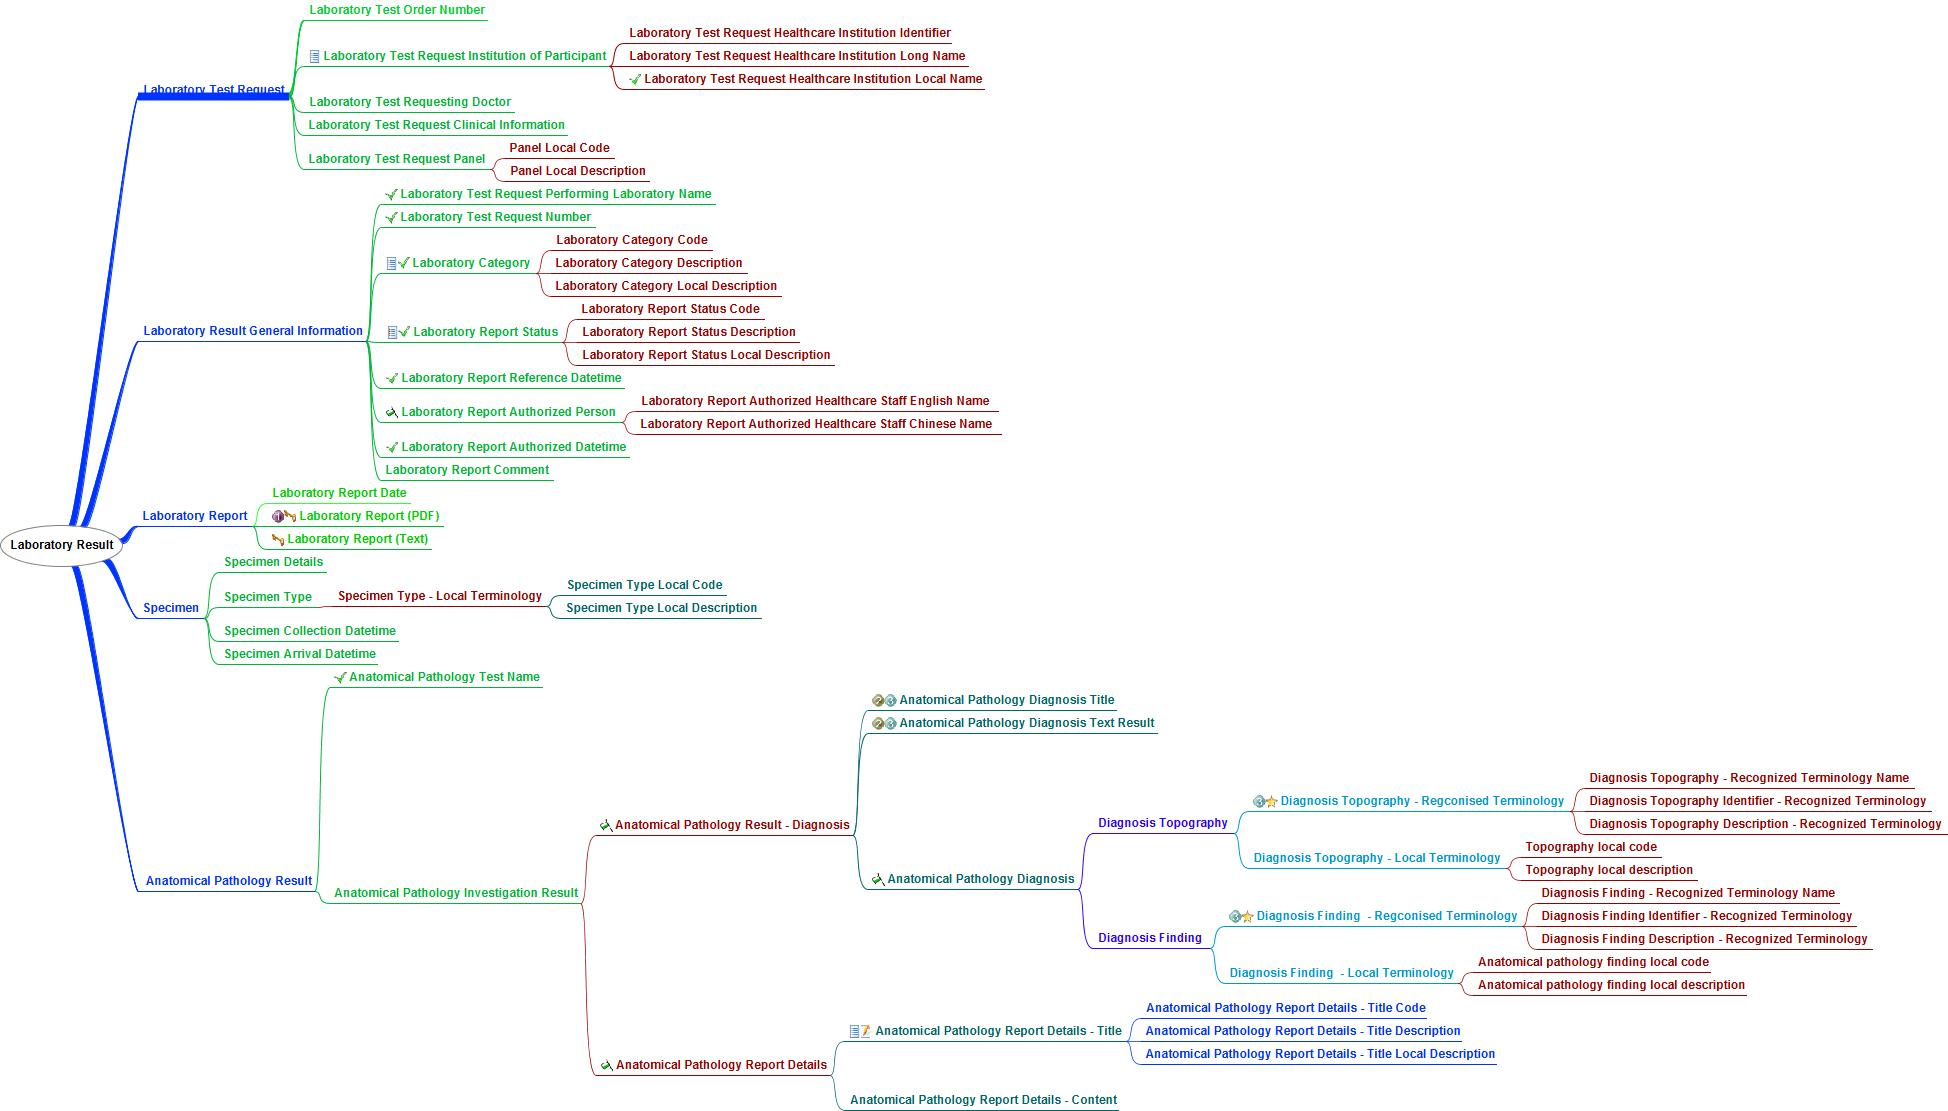 Laboratory Test Order Number
Laboratory Test Request Healthcare Institution Identifier
Laboratory Test Request Institution of Participant
Laboratory Test Request Healthcare Institution Long Name
Laboratory Test Request Healthcare Institution Local Name
Laboratory Test Request
Laboratory Test Requesting Doctor
Laboratory Test Request Clinical Information
Laboratory Test Request Panel
Panel Local Code
Panel Local Description
Laboratory Test Request Performing Laboratory Name
Laboratory Test Request Number
Laboratory Category Code
Laboratory Category
Laboratory Category Description
Laboratory Category Local Description
Laboratory Report Status Code
Laboratory Result General Information
Laboratory Report Status
Laboratory Report Status Description
Laboratory Report Status Local Description
Laboratory Report Reference Datetime
Laboratory Report Authorized Person
Laboratory Report Authorized Healthcare Staff English Name
Laboratory Report Authorized Healthcare Staff Chinese Name
Laboratory Report Authorized Datetime
Laboratory Report Comment
Laboratory Report Date
Laboratory Report
Laboratory Report (PDF)
Laboratory Report (Text)
Laboratory Result
Specimen Details
Specimen Type
Specimen Type - Local Terminology
Specimen Type Local Code
Specimen Type Local Description
Specimen
Specimen Collection Datetime
Specimen Arrival Datetime
Anatomical Pathology Test Name
Anatomical Pathology Diagnosis Title
Anatomical Pathology Diagnosis Text Result
Diagnosis Topography - Recognized Terminology Name
Diagnosis Topography - Regconised Terminology
Diagnosis Topography Identifier - Recognized Terminology
Diagnosis Topography Description - Recognized Terminology
Anatomical Pathology Result - Diagnosis
Diagnosis Topography
Diagnosis Topography - Local Terminology
Topography local code
Topography local description
Anatomical Pathology Result
Anatomical Pathology Investigation Result
Anatomical Pathology Diagnosis
Diagnosis Finding - Recognized Terminology Name
Diagnosis Finding - Regconised Terminology
Diagnosis Finding Identifier - Recognized Terminology
Diagnosis Finding Description - Recognized Terminology
Diagnosis Finding
Diagnosis Finding - Local Terminology
Anatomical pathology finding local code
Anatomical pathology finding local description
Anatomical Pathology Report Details - Title Code
Anatomical Pathology Report Details - Title
Anatomical Pathology Report Details - Title Description
Anatomical Pathology Report Details - Title Local Description
Anatomical Pathology Report Details
Anatomical Pathology Report Details - Content